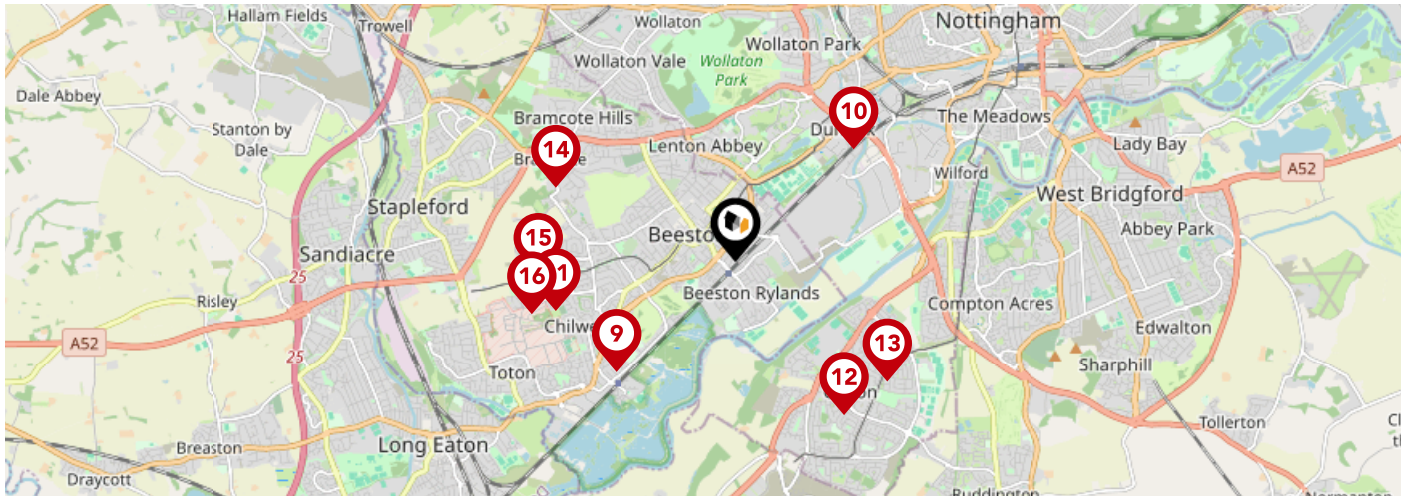 Hallam Fields
Trowell
Wollaton
Nottingham
Wollaton Park
Wollaton Vale
Wollaton
Park
Dale Abbey
10
Bramcote Hills
The Meadows
Stanton by
Dale
14
Lenton Abbey
Lady Bay
A52
Wilford
West Bridgford
Stapleford
Abbey Park
15
Sandiacre
16
25
Risley
Beeston Rylands
Compton Acres
9
Edwalton
A52
25
13
Toton
12
Sharphill
Tollerton
Breaston
Long Eaton
Draycott